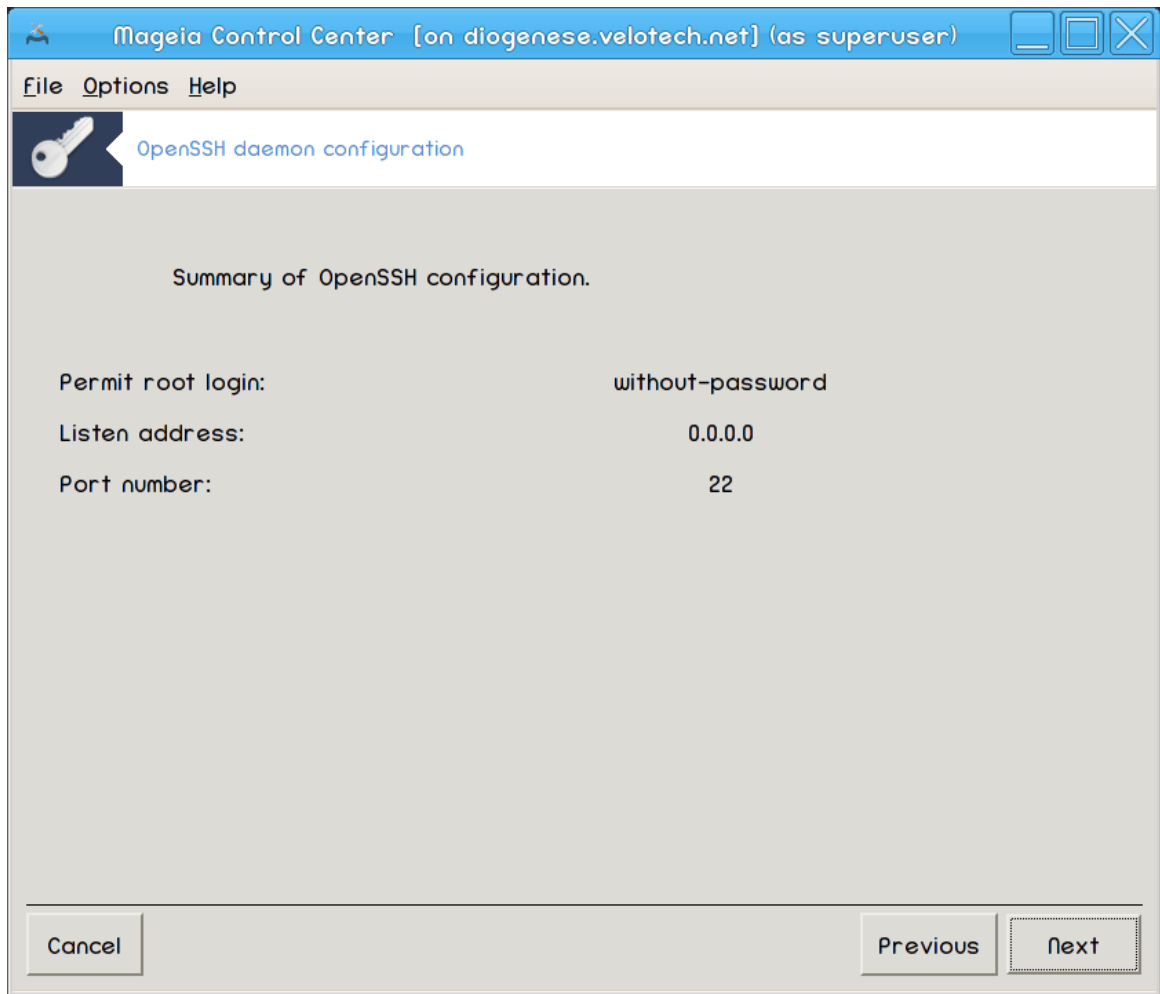 Mageia Control Center [on diogenese.velotech.net] (as superuser)
File Options Help
OpenSSH daemon configuration
Summary of OpenSSH configuration.
Permit root login: without-password
Listen address: 0.0.0.0
Port number: 22
Cancel Previous Next